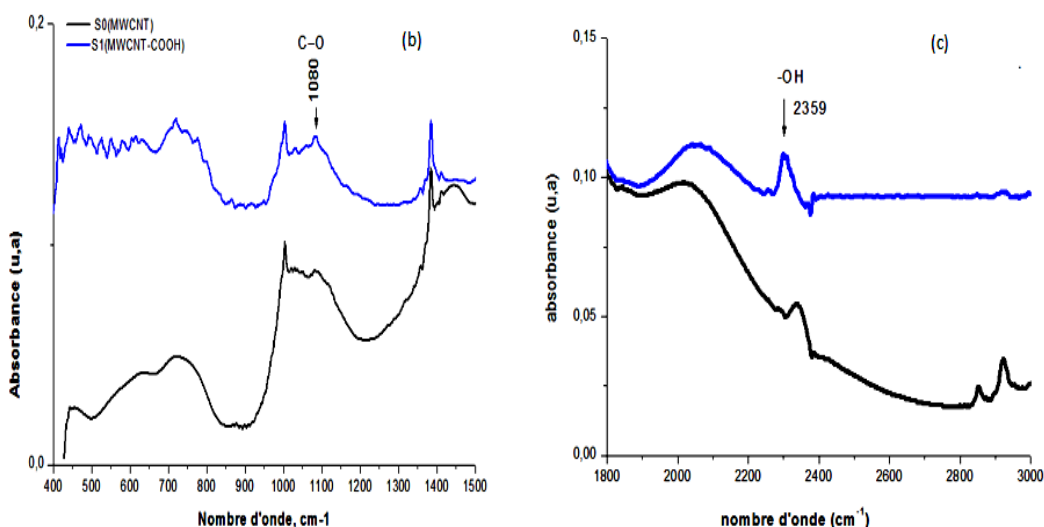 0,2
S0(MWCNT)
S1(MWCNT-COOH)
(b)
C–O
1080
Absorbance (u,a)
0,0
400 500 600 700 800 900 1000 1100 1200 1300 1400 1500
Nombre d'onde, cm-1
0,15
(c)
-OH
2359
0,10
absorbance (u,a)
0,05
0,00
1800 2000 2200 2400 2600 2800 3000
nombre d'onde (cm⁻¹)